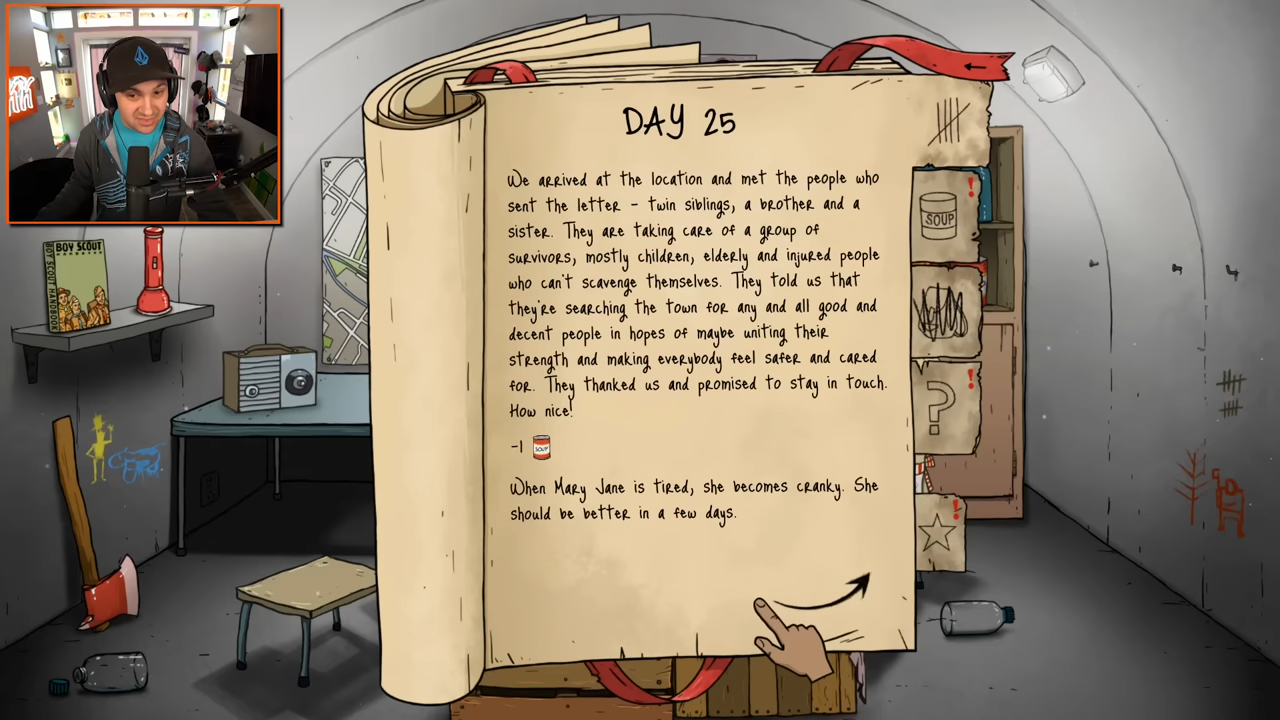 DAY 25
We arrived at the location and met the people who
sent the letter - twin siblings, a brother and a
sister. They are taking care of a group of
survivors, mostly children, elderly and injured people
who can't scavenge themselves. They told us that
they're searching the town for any and all good and
decent people in hopes of maybe uniting their
strength and making everybody feel safer and cared
for. They thanked us and promised to stay in touch.
How nice!
-1 SOUP
When Mary Jane is tired, she becomes cranky. She
should be better in a few days.
!
SOUP
!
?
!
BOY SCOUT
HANDBOOK
BOY SCOUT HANDBOOK